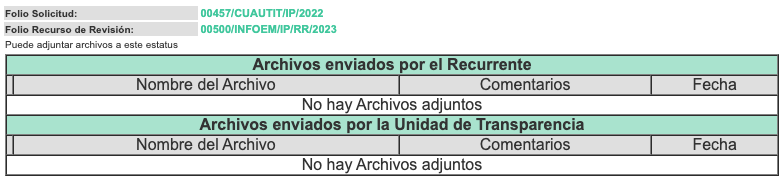 Folio Solicitud: 00457/CUAUTIT/IP/2022
Folio Recurso de Revisión: 00500/INFOEM/IP/RR/2023
Puede adjuntar archivos a este estatus
Archivos enviados por el Recurrente
Nombre del Archivo Comentarios Fecha
No hay Archivos adjuntos
Archivos enviados por la Unidad de Transparencia
Nombre del Archivo Comentarios Fecha
No hay Archivos adjuntos